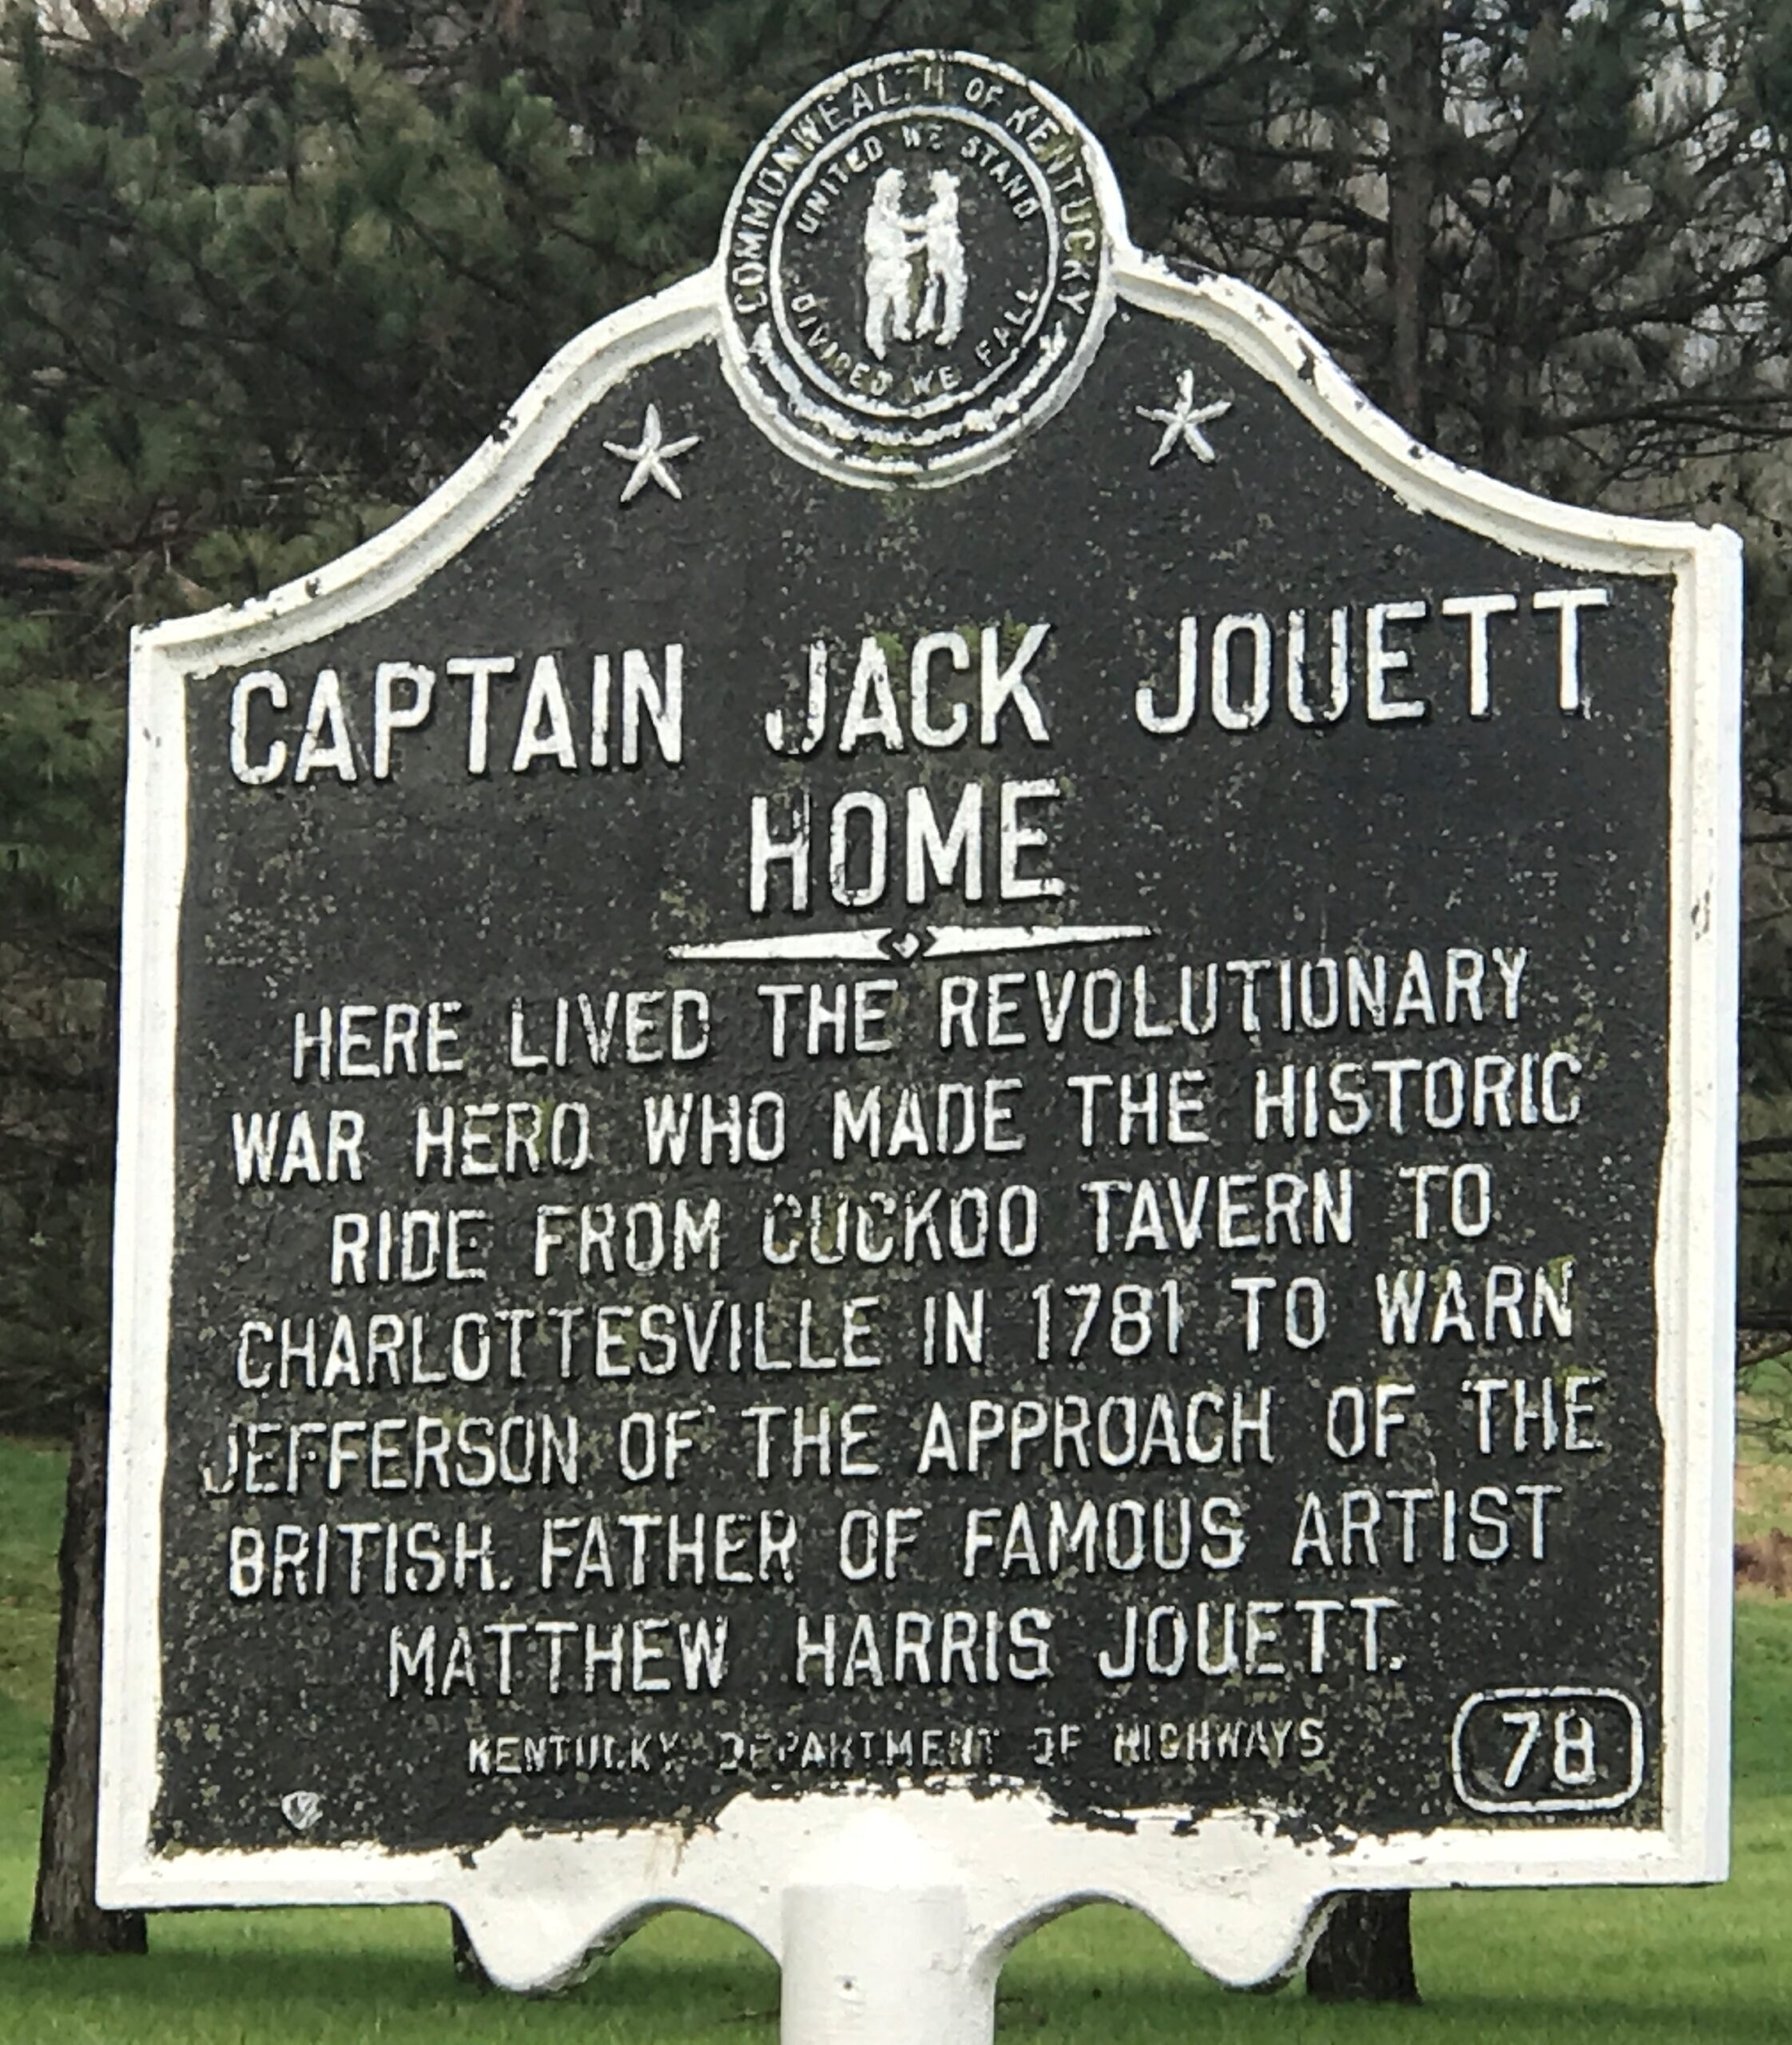 COMMONWEALTH OF KENTUCKY
UNITED WE STAND
DIVIDED WE FALL
CAPTAIN JACK JOUETT
HOME
HERE LIVED THE REVOLUTIONARY
WAR HERO WHO MADE THE HISTORIC
RIDE FROM CUCKOO TAVERN TO
CHARLOTTESVILLE IN 1781 TO WARN
JEFFERSON OF THE APPROACH OF THE
BRITISH. FATHER OF FAMOUS ARTIST
MATTHEW HARRIS JOUETT.
KENTUCKY DEPARTMENT OF HIGHWAYS
78